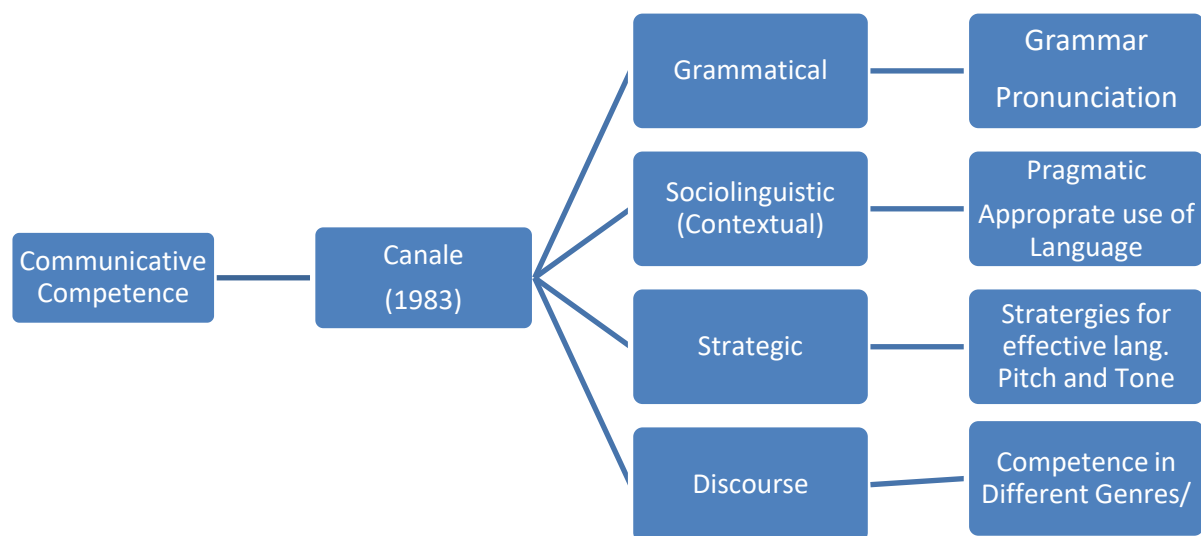 Communicative
Competence
Canale
(1983)
Grammatical
Grammar
Pronunciation
Sociolinguistic
(Contextual)
Pragmatic
Approprate use of
Language
Strategic
Stratergies for
effective lang.
Pitch and Tone
Discourse
Competence in
Different Genres/